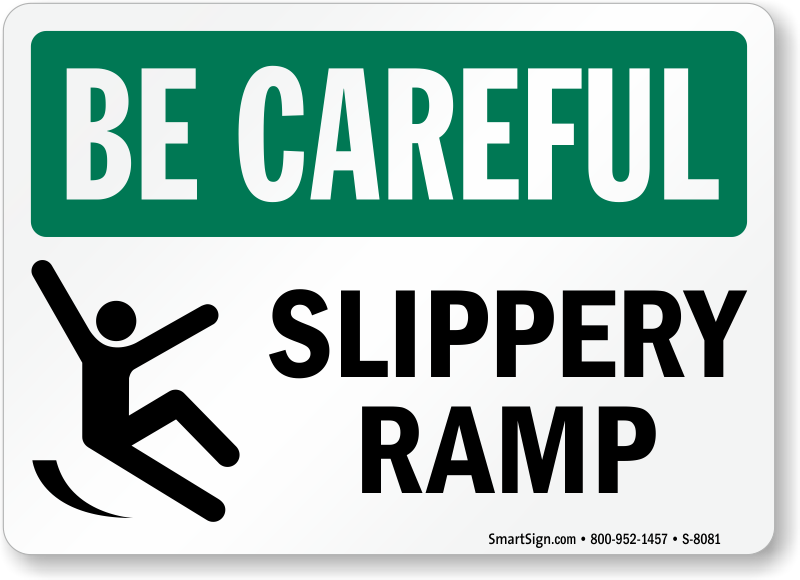 BE CAREFUL
SLIPPERY
RAMP
SmartSign.com • 800-952-1457 • S-8081